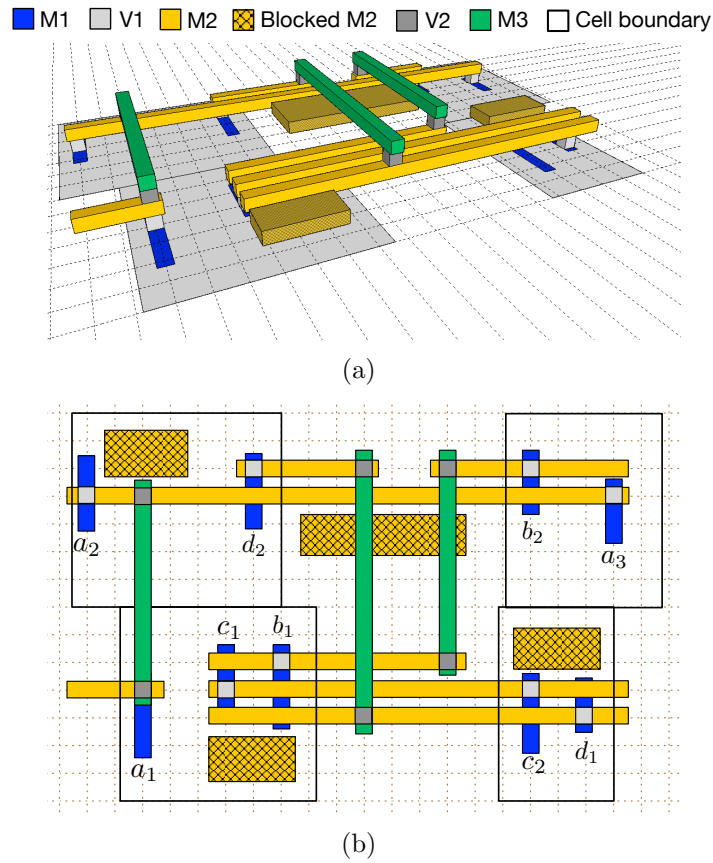 M1 V1 M2 Blocked M2 V2 M3 Cell boundary
(a)
a₂ d₂ b₂ a₃
c₁ b₁
a₁ c₂ d₁
(b)